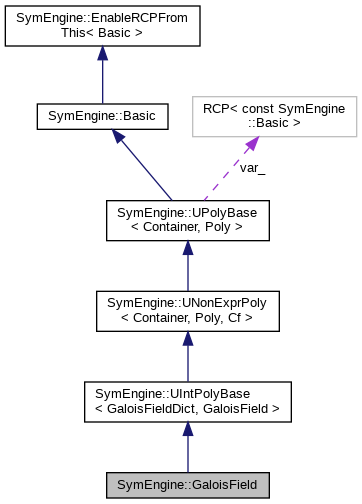 SymEngine::EnableRCPFrom
This< Basic >
SymEngine::Basic
RCP< const SymEngine
::Basic >
var_
SymEngine::UPolyBase
< Container, Poly >
SymEngine::UNonExprPoly
< Container, Poly, Cf >
SymEngine::UIntPolyBase
< GaloisFieldDict, GaloisField >
SymEngine::GaloisField